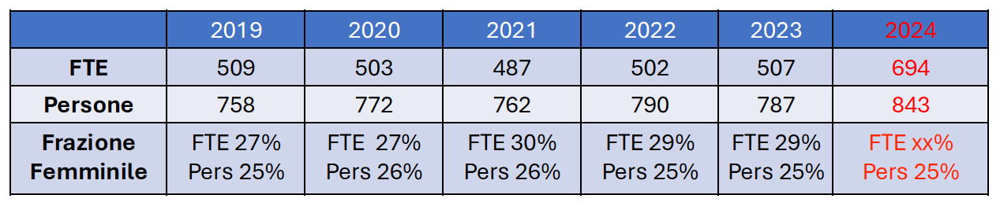 2019 2020 2021 2022 2023 2024
FTE 509 503 487 502 507 694
Persone 758 772 762 790 787 843
Frazione FTE 27% FTE 27% FTE 30% FTE 29% FTE 29% FTE xx%
Femminile Pers 25% Pers 26% Pers 26% Pers 25% Pers 25% Pers 25%